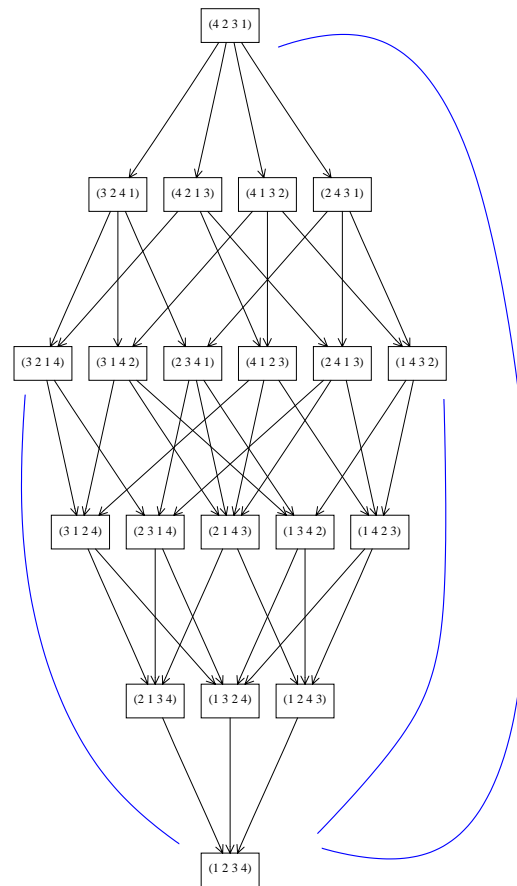 (4 2 3 1)
(3 2 4 1) (4 2 1 3) (4 1 3 2) (2 4 3 1)
(3 2 1 4) (3 1 4 2) (2 3 4 1) (4 1 2 3) (2 4 1 3) (1 4 3 2)
(3 1 2 4) (2 3 1 4) (2 1 4 3) (1 3 4 2) (1 4 2 3)
(2 1 3 4) (1 3 2 4) (1 2 4 3)
(1 2 3 4)